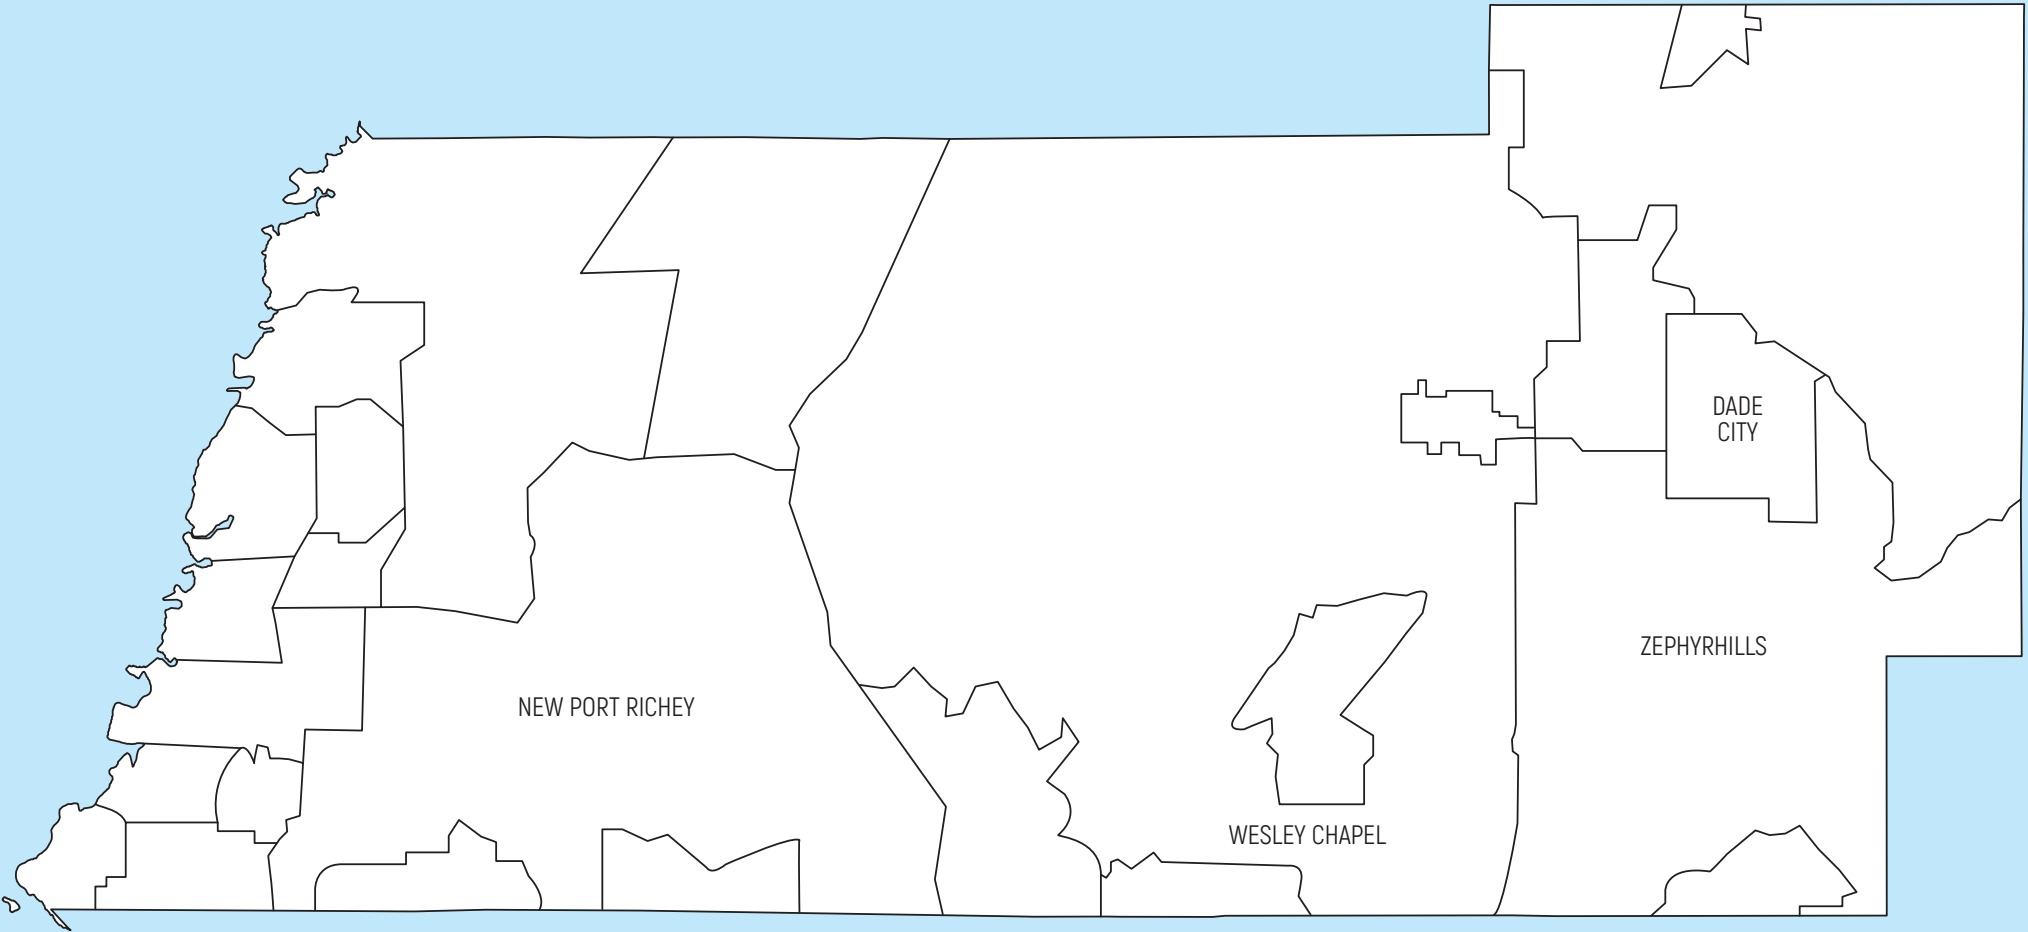 DADE
CITY
ZEPHYRHILLS
NEW PORT RICHEY
WESLEY CHAPEL